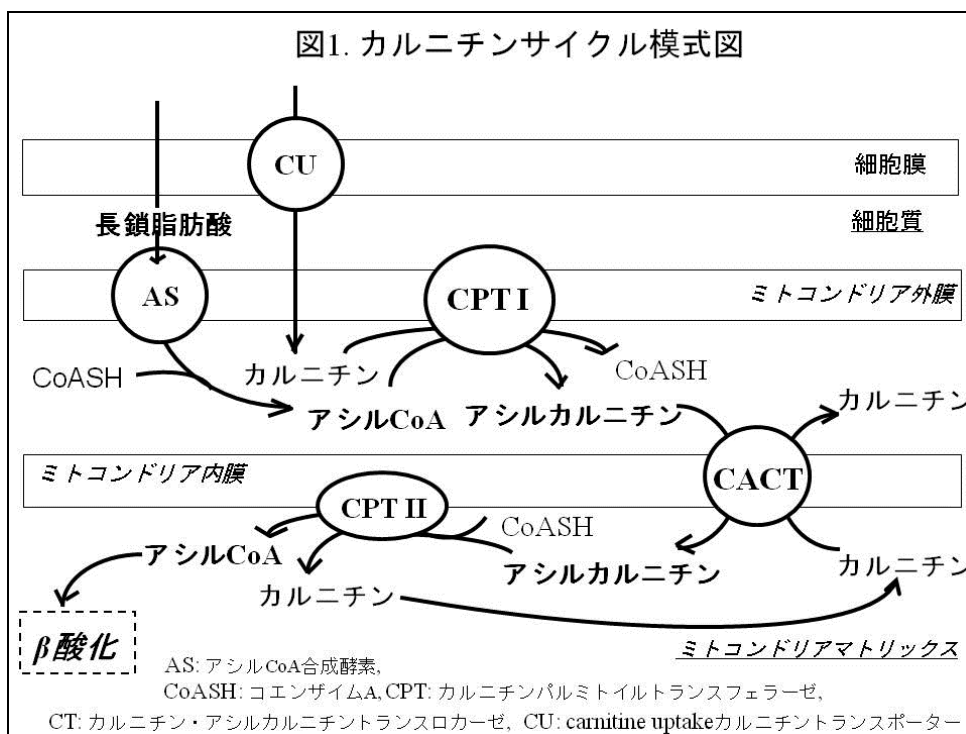 図1. カルニチンサイクル模式図
CU
細胞膜
長鎖脂肪酸
細胞質
AS
CPT I
ミトコンドリア外膜
CoASH
カルニチン
CoASH
アシルCoA
アシルカルニチン
カルニチン
ミトコンドリア内膜
CACT
CPT II
CoASH
アシルCoA
アシルカルニチン
カルニチン
カルニチン
β酸化
ミトコンドリアマトリックス
AS: アシルCoA合成酵素,
CoASH: コエンザイムA, CPT: カルニチンパルミトイルトランスフェラーゼ,
CT: カルニチン・アシルカルニチントランスロカーゼ, CU: carnitine uptakeカルニチントランスポーター